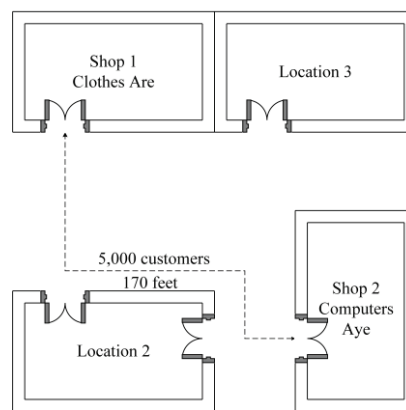 Shop 1
Clothes Are
Location 3
5,000 customers
170 feet
Shop 2
Computers
Aye
Location 2